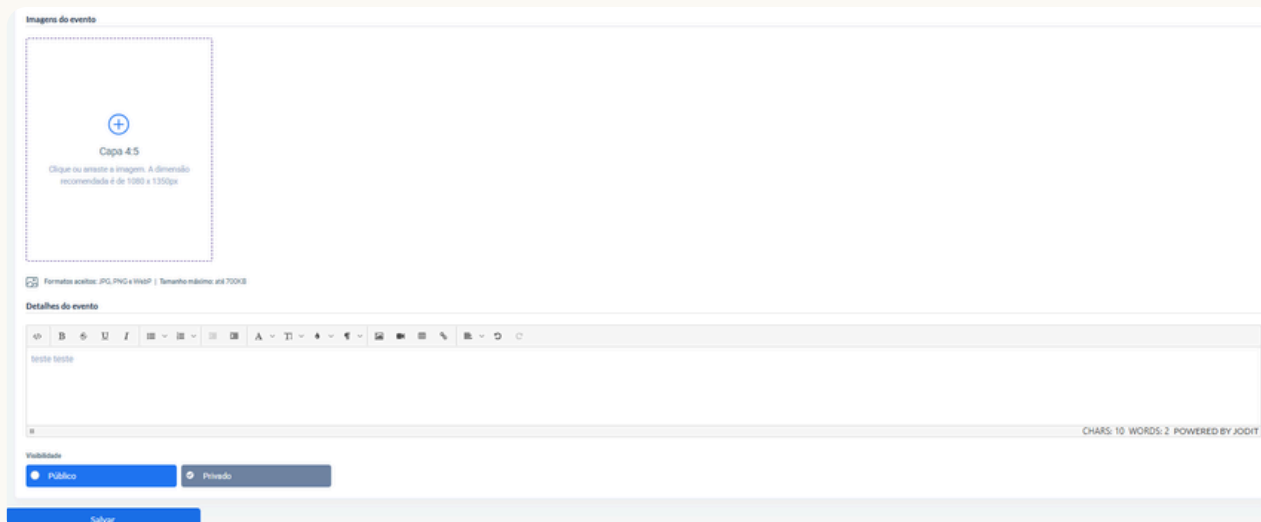 Imagens do evento
Capa 4:5
Clique ou arraste a imagem. A dimensão
recomendada é de 1080 x 1350px
Formatos aceitos: JPG, PNG e WebP | Tamanho máximo: até 700KB
Detalhes do evento
teste teste
CHARS: 10 WORDS: 2 POWERED BY JODIT
Visibilidade
Público Privado
Salvar